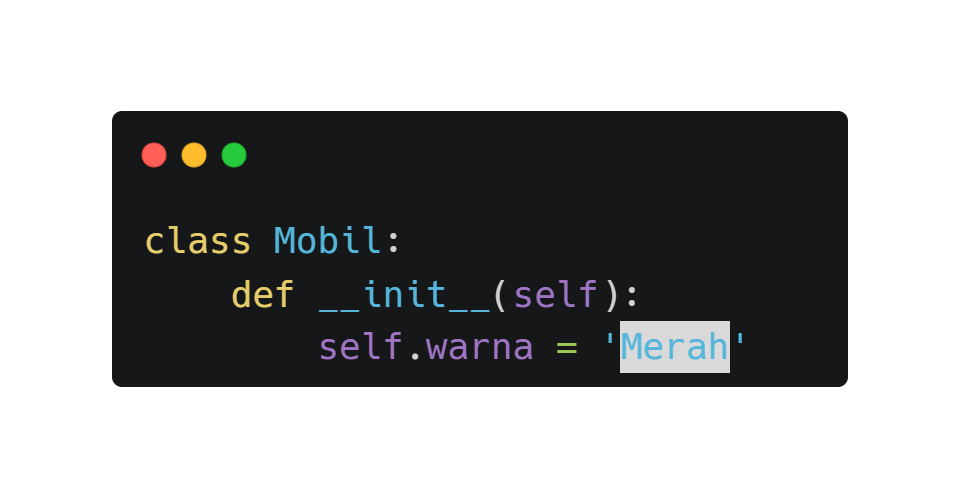 class Mobil:
    def __init__(self):
        self.warna = 'Merah'